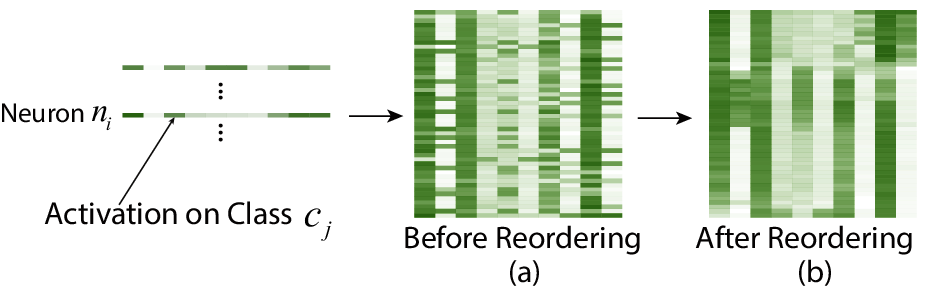 Neuron n_i
Activation on Class c_j
Before Reordering
(a)
After Reordering
(b)